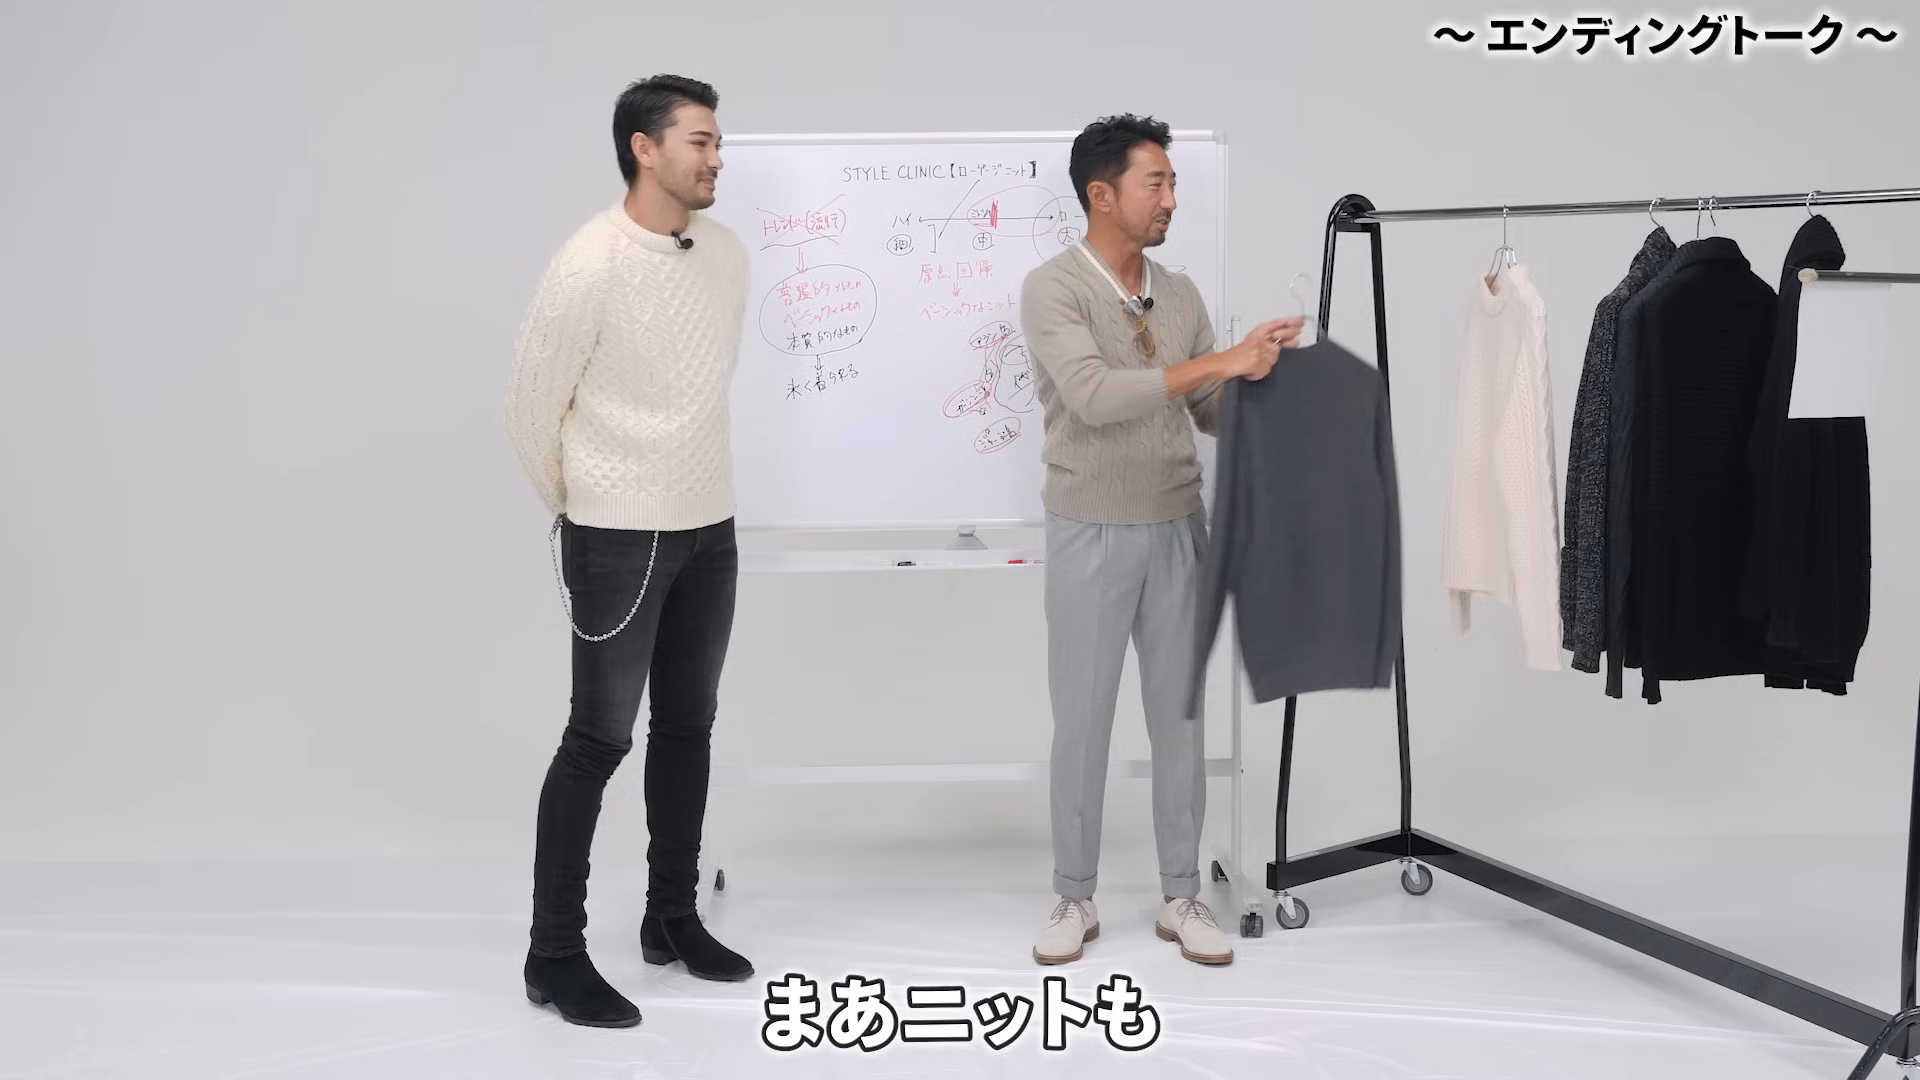 ～ エンディングトーク ～
STYLE CLINIC【ローゲージニット】
トレンド(流行)
普遍的なもの
ベーシックなもの
本質的なもの
永く着られる
ハイ
ロー
細
中
太
原点回帰
ベーシックなニット
まあニットも